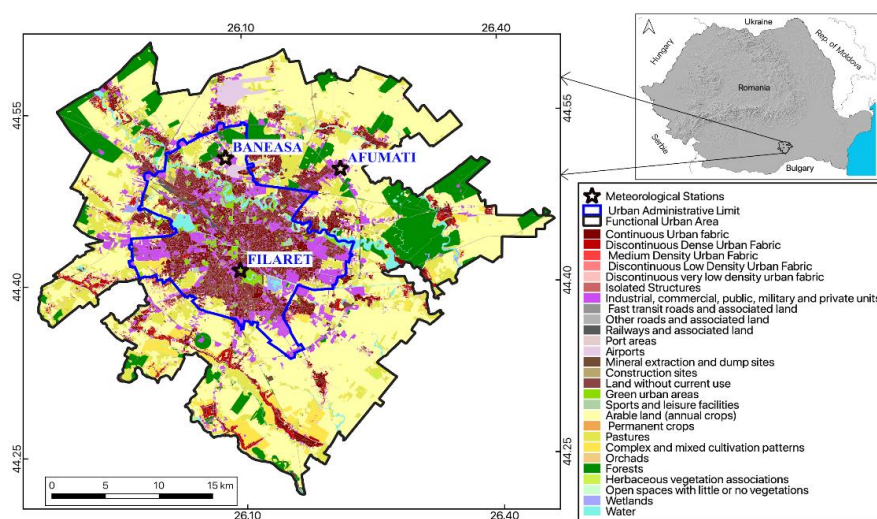 26.10
26.40
44.55
44.40
44.25
BANEASA
AFUMATI
FILARET
0 5 10 15 km
26.10
26.40
44.55
44.40
44.25
Ukraine
Hungary
Rep. of Moldova
Romania
Serbie
Bulgary
Meteorological Stations
Urban Administrative Limit
Functional Urban Area
Continuous Urban fabric
Discontinuous Dense Urban Fabric
Medium Density Urban Fabric
Discontinuous Low Density Urban Fabric
Discontinuous very low density urban fabric
Isolated Structures
Industrial, commercial, public, military and private units
Fast transit roads and associated land
Other roads and associated land
Railways and associated land
Port areas
Airports
Mineral extraction and dump sites
Construction sites
Land without current use
Green urban areas
Sports and leisure facilities
Arable land (annual crops)
Permanent crops
Pastures
Complex and mixed cultivation patterns
Orchads
Forests
Herbaceous vegetation associations
Open spaces with little or no vegetations
Wetlands
Water